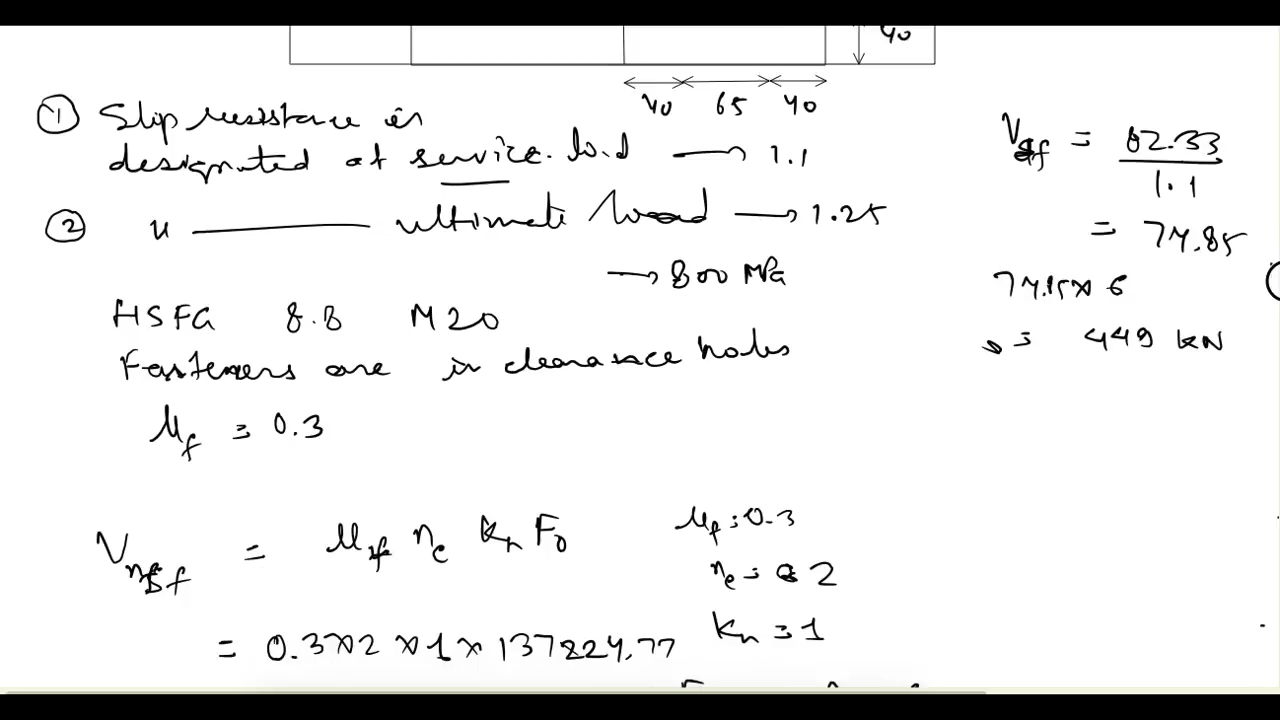 40
40 65 40
① Slip resistance is
designated at service load → 1.1
② " ——— ultimate load → 1.25
→ 800 MPa
HSFG 8.8 M20
Fasteners are in clearance holes
μf = 0.3
Vnsf = μf ne Kh F0
= 0.3×2×1×137824.77
μf = 0.3
ne = 2
Kh = 1
Vsf = 82.33 / 1.1
= 74.85
74.85×6
= 449 kN